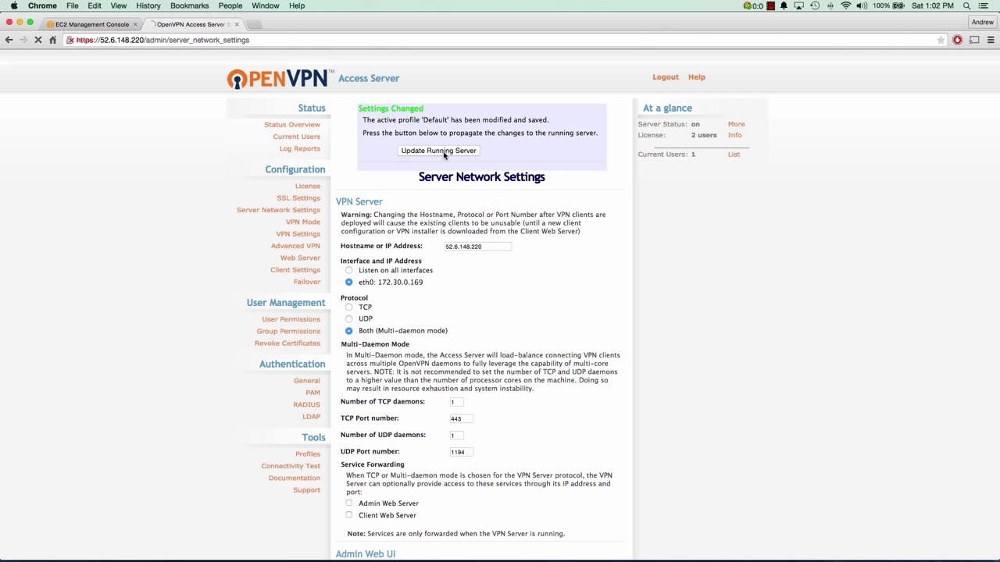 Chrome File Edit View History Bookmarks People Window Help
0:0 100% Sat 1:02 PM
EC2 Management Console × OpenVPN Access Server S × Andrew
https://52.6.148.220/admin/server_network_settings
OPENVPN™ Access Server
Logout Help
Status
Status Overview
Current Users
Log Reports
Configuration
License
SSL Settings
Server Network Settings
VPN Mode
VPN Settings
Advanced VPN
Web Server
Client Settings
Failover
User Management
User Permissions
Group Permissions
Revoke Certificates
Authentication
General
PAM
RADIUS
LDAP
Tools
Profiles
Connectivity Test
Documentation
Support
Settings Changed
The active profile 'Default' has been modified and saved.
Press the button below to propagate the changes to the running server.
Update Running Server
Server Network Settings
VPN Server
Warning: Changing the Hostname, Protocol or Port Number after VPN clients are
deployed will cause the existing clients to be unusable (until a new client
configuration or VPN installer is downloaded from the Client Web Server)
Hostname or IP Address: 52.6.148.220
Interface and IP Address
Listen on all interfaces
eth0: 172.30.0.169
Protocol
TCP
UDP
Both (Multi-daemon mode)
Multi-Daemon Mode
In Multi-Daemon mode, the Access Server will load-balance connecting VPN clients
across multiple OpenVPN daemons to fully leverage the capability of multi-core
servers. NOTE: It is not recommended to set the number of TCP and UDP daemons
to a higher value than the number of processor cores on the machine. Doing so
may result in resource exhaustion and system instability.
Number of TCP daemons: 1
TCP Port number: 443
Number of UDP daemons: 1
UDP Port number: 1194
Service Forwarding
When TCP or Multi-daemon mode is chosen for the VPN Server protocol, the VPN
Server can optionally provide access to these services through its IP address and
port:
Admin Web Server
Client Web Server
Note: Services are only forwarded when the VPN Server is running.
Admin Web UI
At a glance
Server Status: on More
License: 2 users Info
Current Users: 1 List